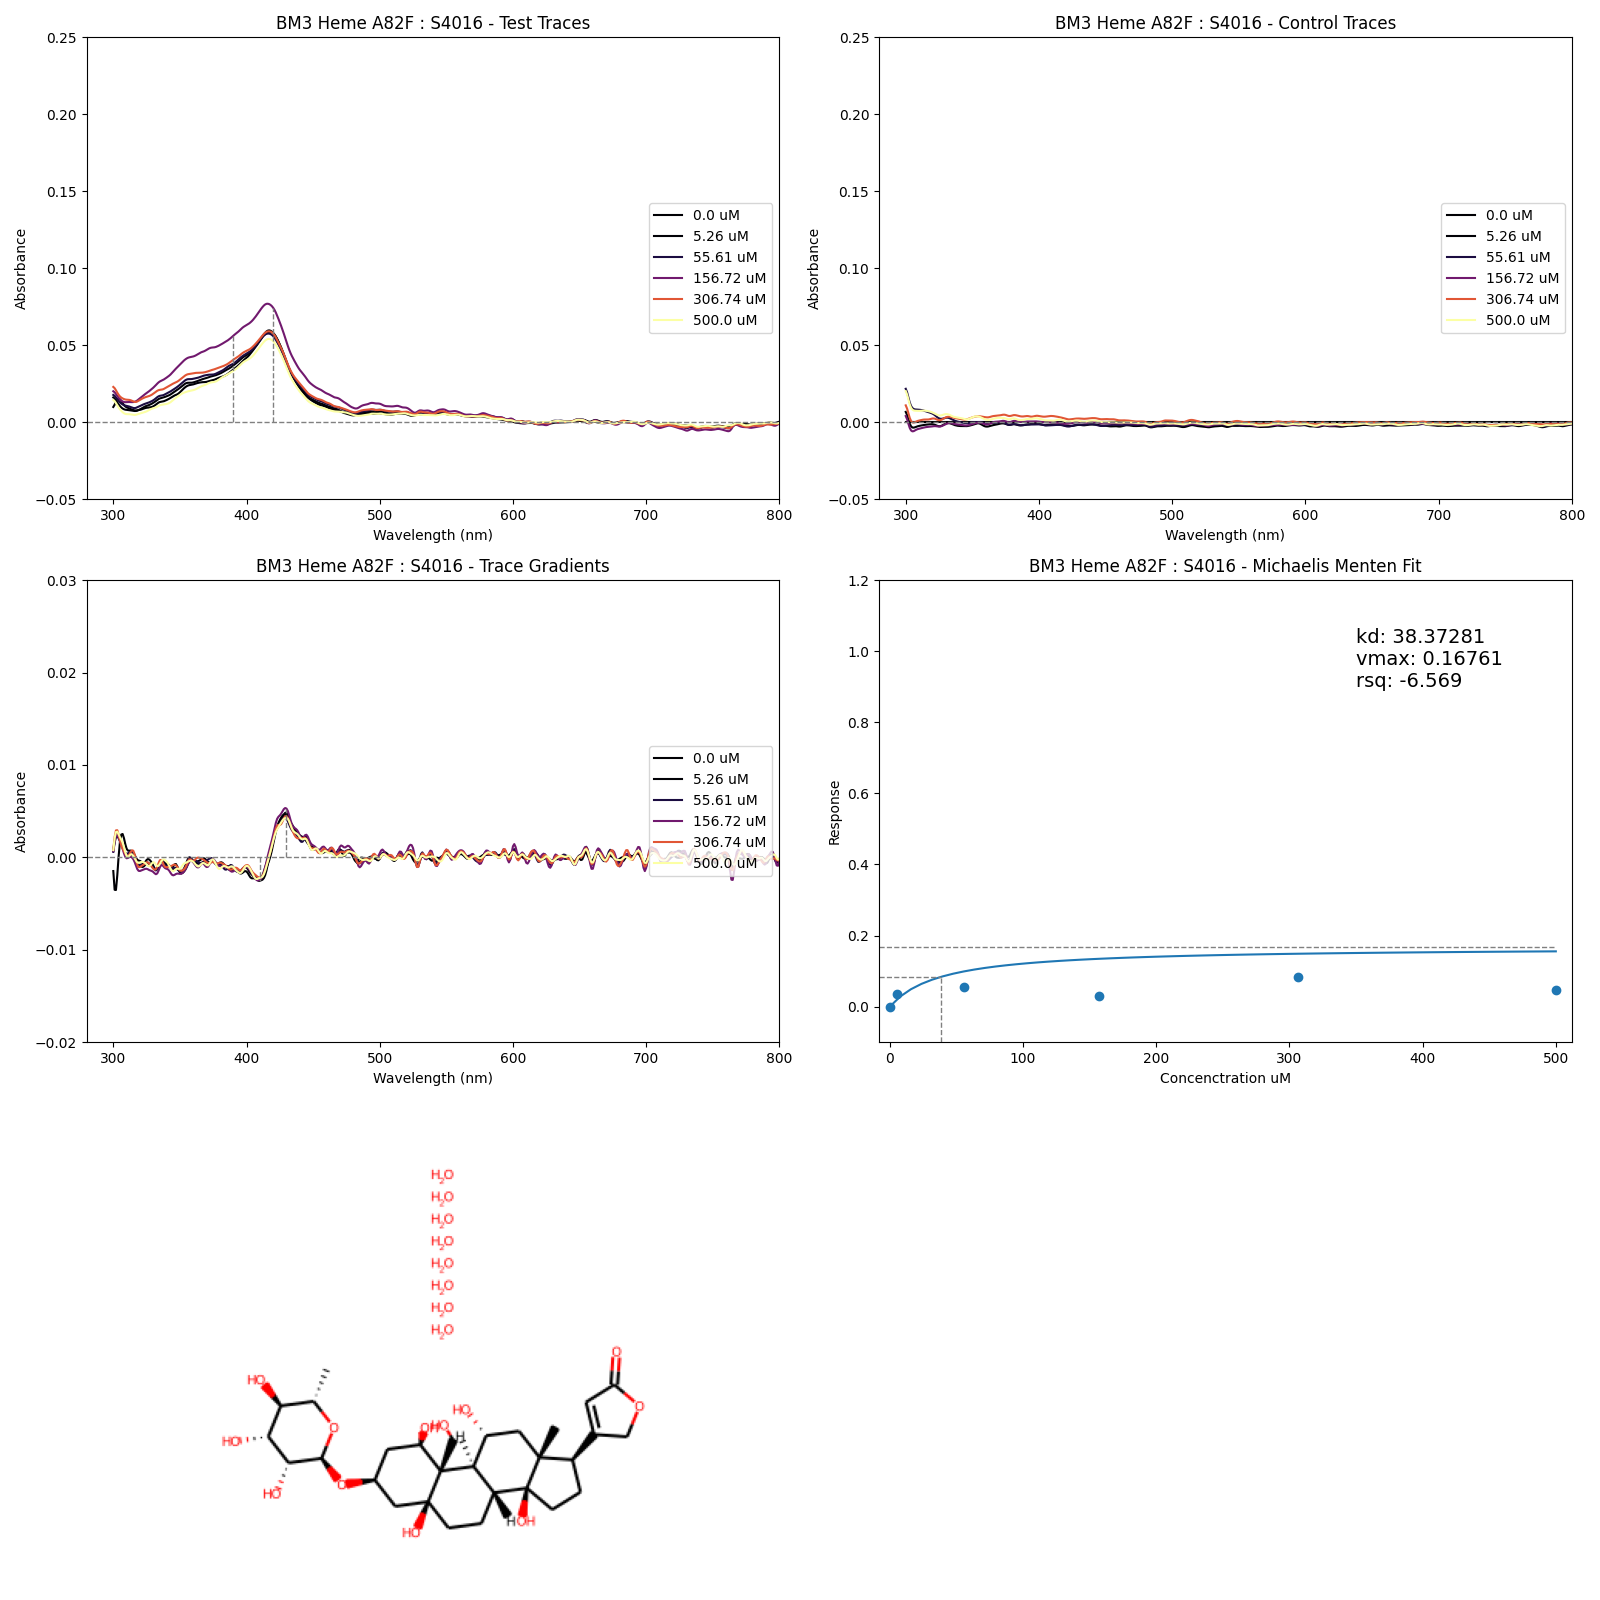 BM3 Heme A82F : S4016 - Test Traces
0.25
0.20
0.15
0.10
0.05
0.00
−0.05
Absorbance
0.0 uM
5.26 uM
55.61 uM
156.72 uM
306.74 uM
500.0 uM
300 400 500 600 700 800
Wavelength (nm)
BM3 Heme A82F : S4016 - Control Traces
0.25
0.20
0.15
0.10
0.05
0.00
−0.05
Absorbance
0.0 uM
5.26 uM
55.61 uM
156.72 uM
306.74 uM
500.0 uM
300 400 500 600 700 800
Wavelength (nm)
BM3 Heme A82F : S4016 - Trace Gradients
0.03
0.02
0.01
0.00
−0.01
−0.02
Absorbance
0.0 uM
5.26 uM
55.61 uM
156.72 uM
306.74 uM
500.0 uM
300 400 500 600 700 800
Wavelength (nm)
BM3 Heme A82F : S4016 - Michaelis Menten Fit
1.2
1.0
0.8
0.6
0.4
0.2
0.0
Response
kd: 38.37281
vmax: 0.16761
rsq: -6.569
0 100 200 300 400 500
Concenctration uM
H2O
H2O
H2O
H2O
H2O
H2O
H2O
H2O
O
O
HO
HO
HO
O
O
OH
HO
H
HO
HO
H
OH